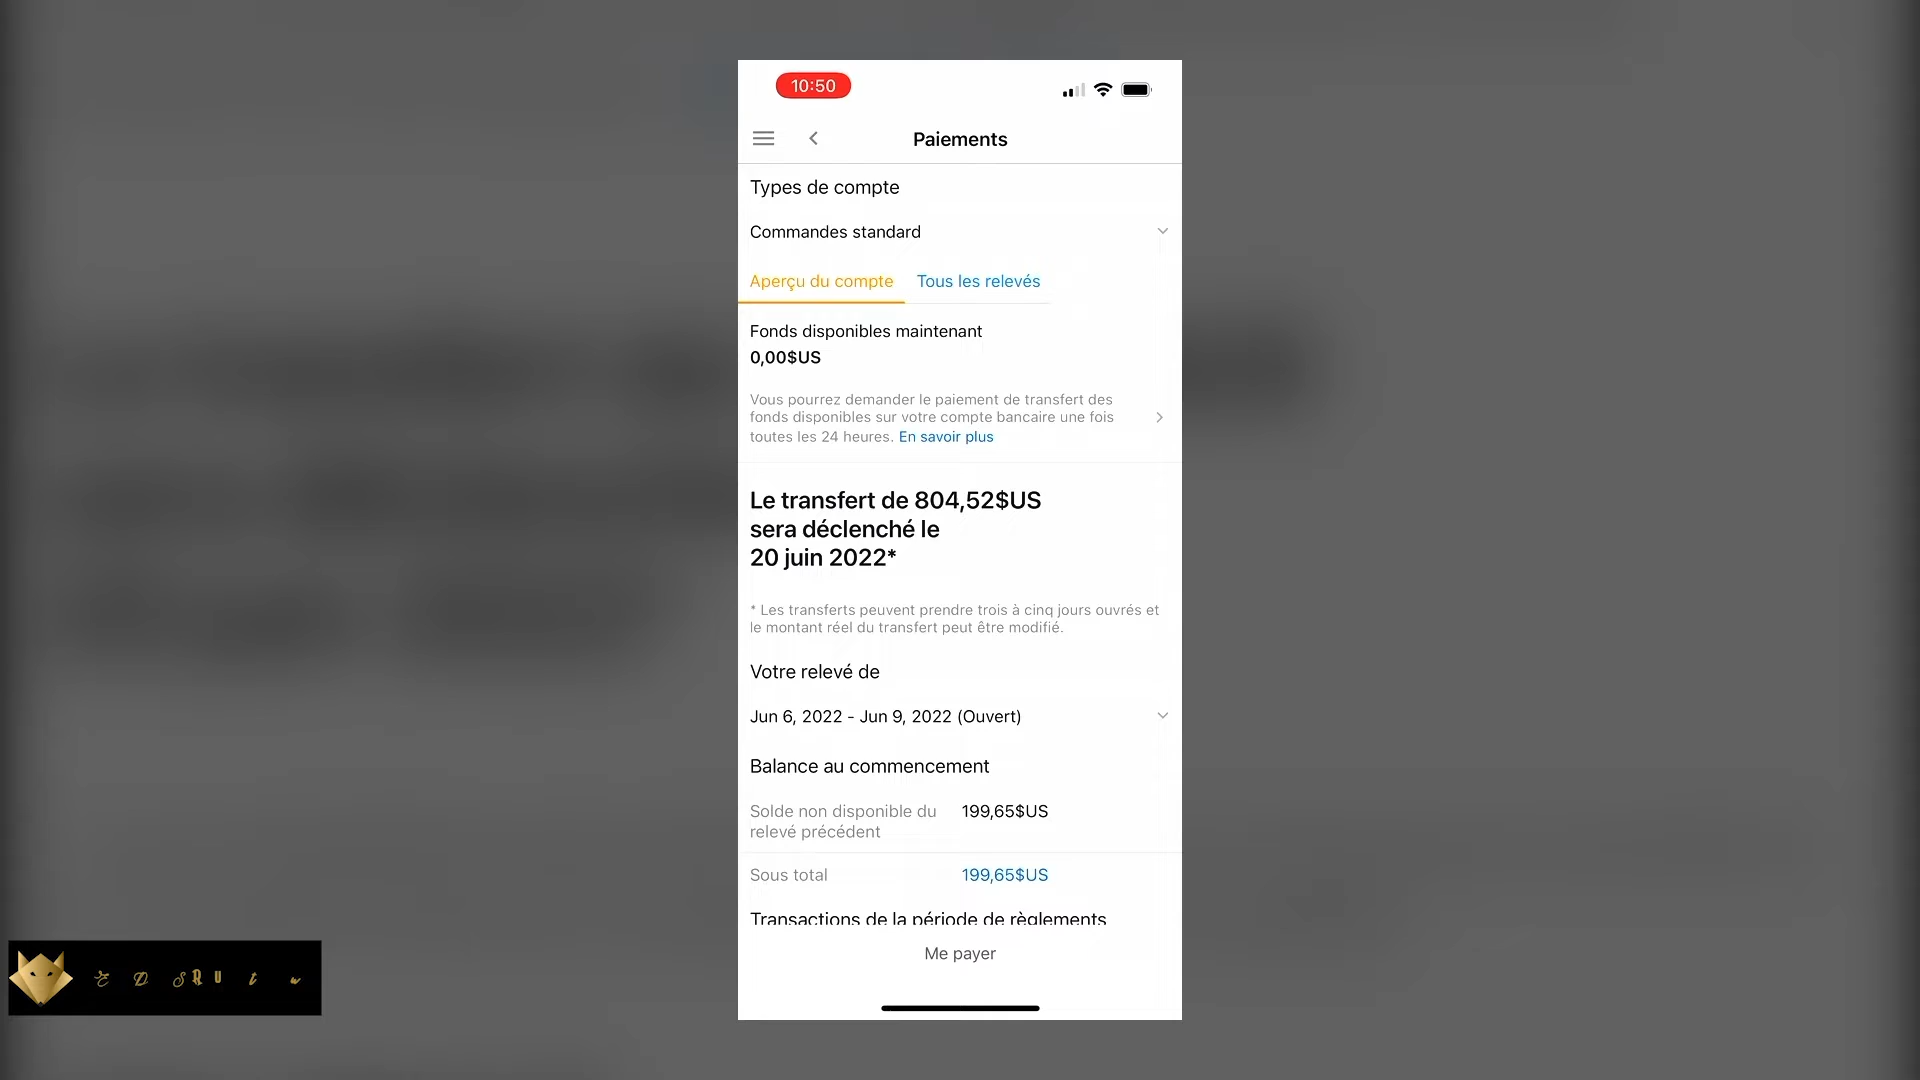 10:50
Paiements
Types de compte
Commandes standard
Aperçu du compte Tous les relevés
Fonds disponibles maintenant
0,00$US
Vous pourrez demander le paiement de transfert des
fonds disponibles sur votre compte bancaire une fois
toutes les 24 heures. En savoir plus
Le transfert de 804,52$US
sera déclenché le
20 juin 2022*
* Les transferts peuvent prendre trois à cinq jours ouvrés et
le montant réel du transfert peut être modifié.
Votre relevé de
Jun 6, 2022 - Jun 9, 2022 (Ouvert)
Balance au commencement
Solde non disponible du 199,65$US
relevé précédent
Sous total 199,65$US
Transactions de la période de règlements
Me payer